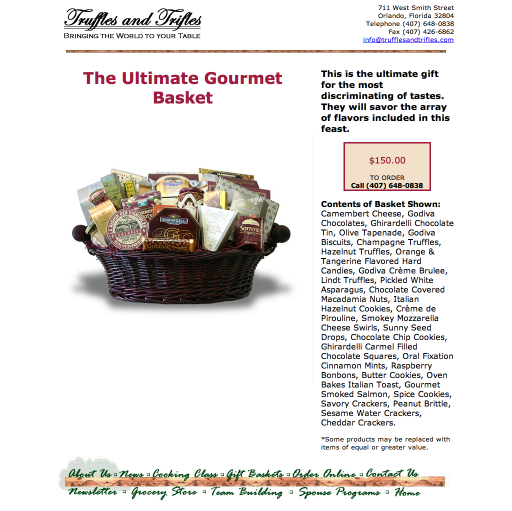 Truffles and Trifles
BRINGING THE WORLD TO YOUR TABLE
711 West Smith Street
Orlando, Florida 32804
Telephone (407) 648-0838
Fax (407) 426-6862
info@trufflesandtrifles.com
The Ultimate Gourmet
Basket
This is the ultimate gift
for the most
discriminating of tastes.
They will savor the array
of flavors included in this
feast.
$150.00
TO ORDER
Call (407) 648-0838
Contents of Basket Shown:
Camembert Cheese, Godiva
Chocolates, Ghirardelli Chocolate
Tin, Olive Tapenade, Godiva
Biscuits, Champagne Truffles,
Hazelnut Truffles, Orange &
Tangerine Flavored Hard
Candies, Godiva Crème Brulee,
Lindt Truffles, Pickled White
Asparagus, Chocolate Covered
Macadamia Nuts, Italian
Hazelnut Cookies, Crème de
Pirouline, Smokey Mozzarella
Cheese Swirls, Sunny Seed
Drops, Chocolate Chip Cookies,
Ghirardelli Carmel Filled
Chocolate Squares, Oral Fixation
Cinnamon Mints, Raspberry
Bonbons, Butter Cookies, Oven
Bakes Italian Toast, Gourmet
Smoked Salmon, Spice Cookies,
Savory Crackers, Peanut Brittle,
Sesame Water Crackers,
Cheddar Crackers.
*Some products may be replaced with
items of equal or greater value.
About Us ▫ News ▫ Cooking Class ▫ Gift Baskets ▫ Order Online ▫ Contact Us
Newsletter ▫ Grocery Store ▫ Team Building ▫ Spouse Programs ▫ Home